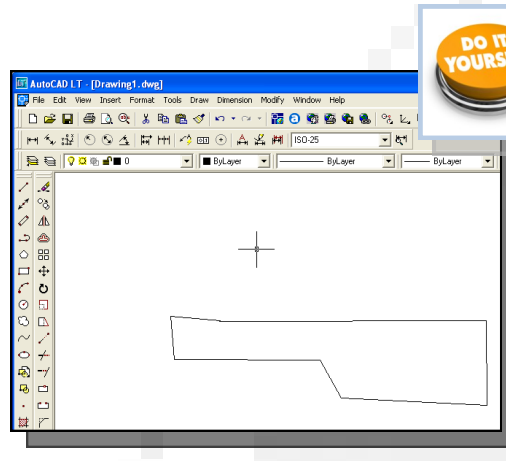 DO IT
YOURS
AutoCAD LT - [Drawing1.dwg]
File Edit View Insert Format Tools Draw Dimension Modify Window Help
ISO-25
0 ByLayer ByLayer ByLayer